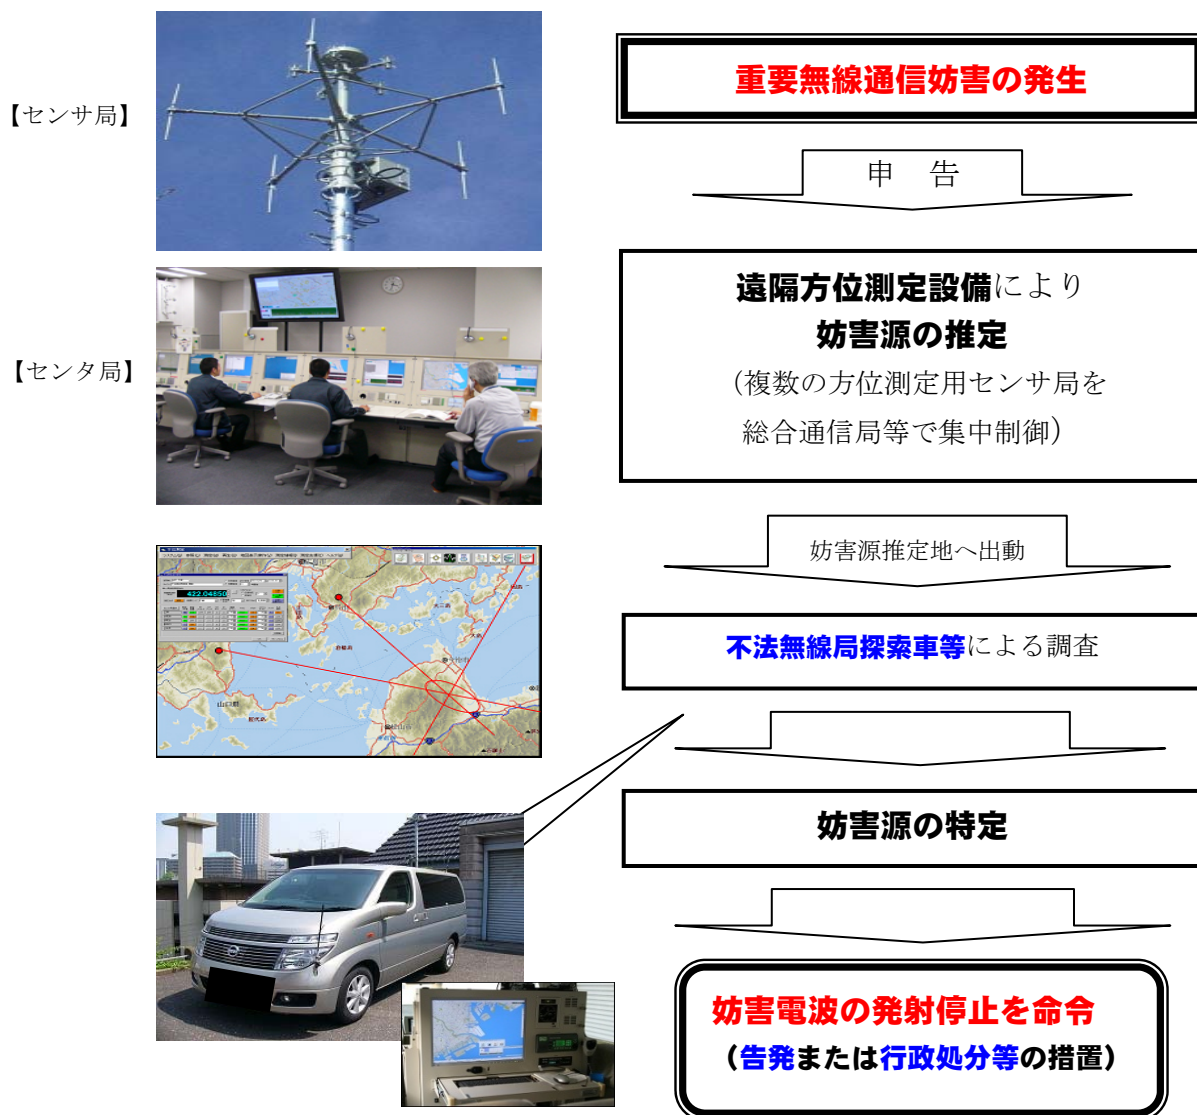 【センサ局】
【センタ局】
重要無線通信妨害の発生
申 告
遠隔方位測定設備により
妨害源の推定
(複数の方位測定用センサ局を
総合通信局等で集中制御)
妨害源推定地へ出動
422.04850
不法無線局探索車等による調査
妨害源の特定
妨害電波の発射停止を命令
(告発または行政処分等の措置)